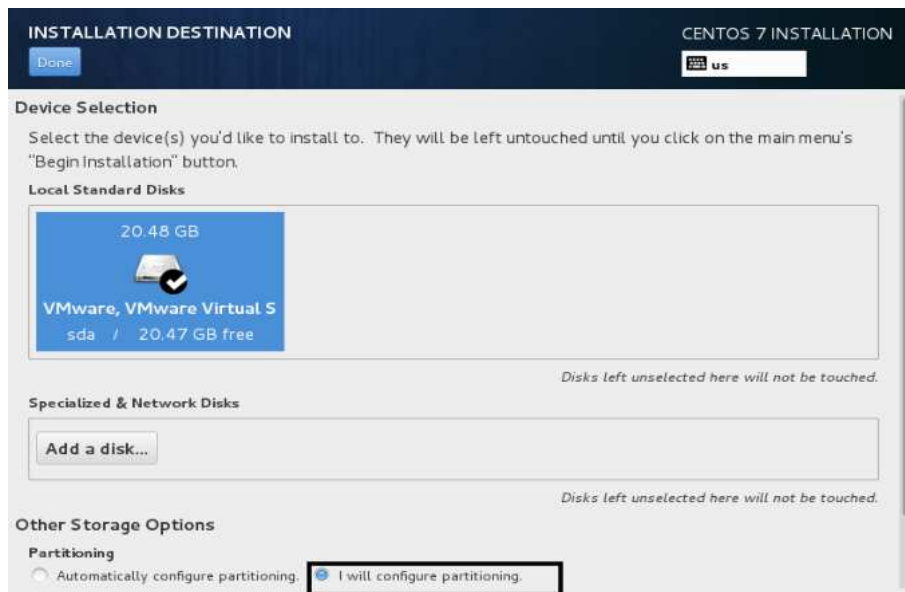 INSTALLATION DESTINATION
CENTOS 7 INSTALLATION
Done
us
Device Selection
Select the device(s) you'd like to install to. They will be left untouched until you click on the main menu's
"Begin Installation" button.
Local Standard Disks
20.48 GB
VMware, VMware Virtual S
sda / 20.47 GB free
Disks left unselected here will not be touched.
Specialized & Network Disks
Add a disk...
Disks left unselected here will not be touched.
Other Storage Options
Partitioning
Automatically configure partitioning. I will configure partitioning.